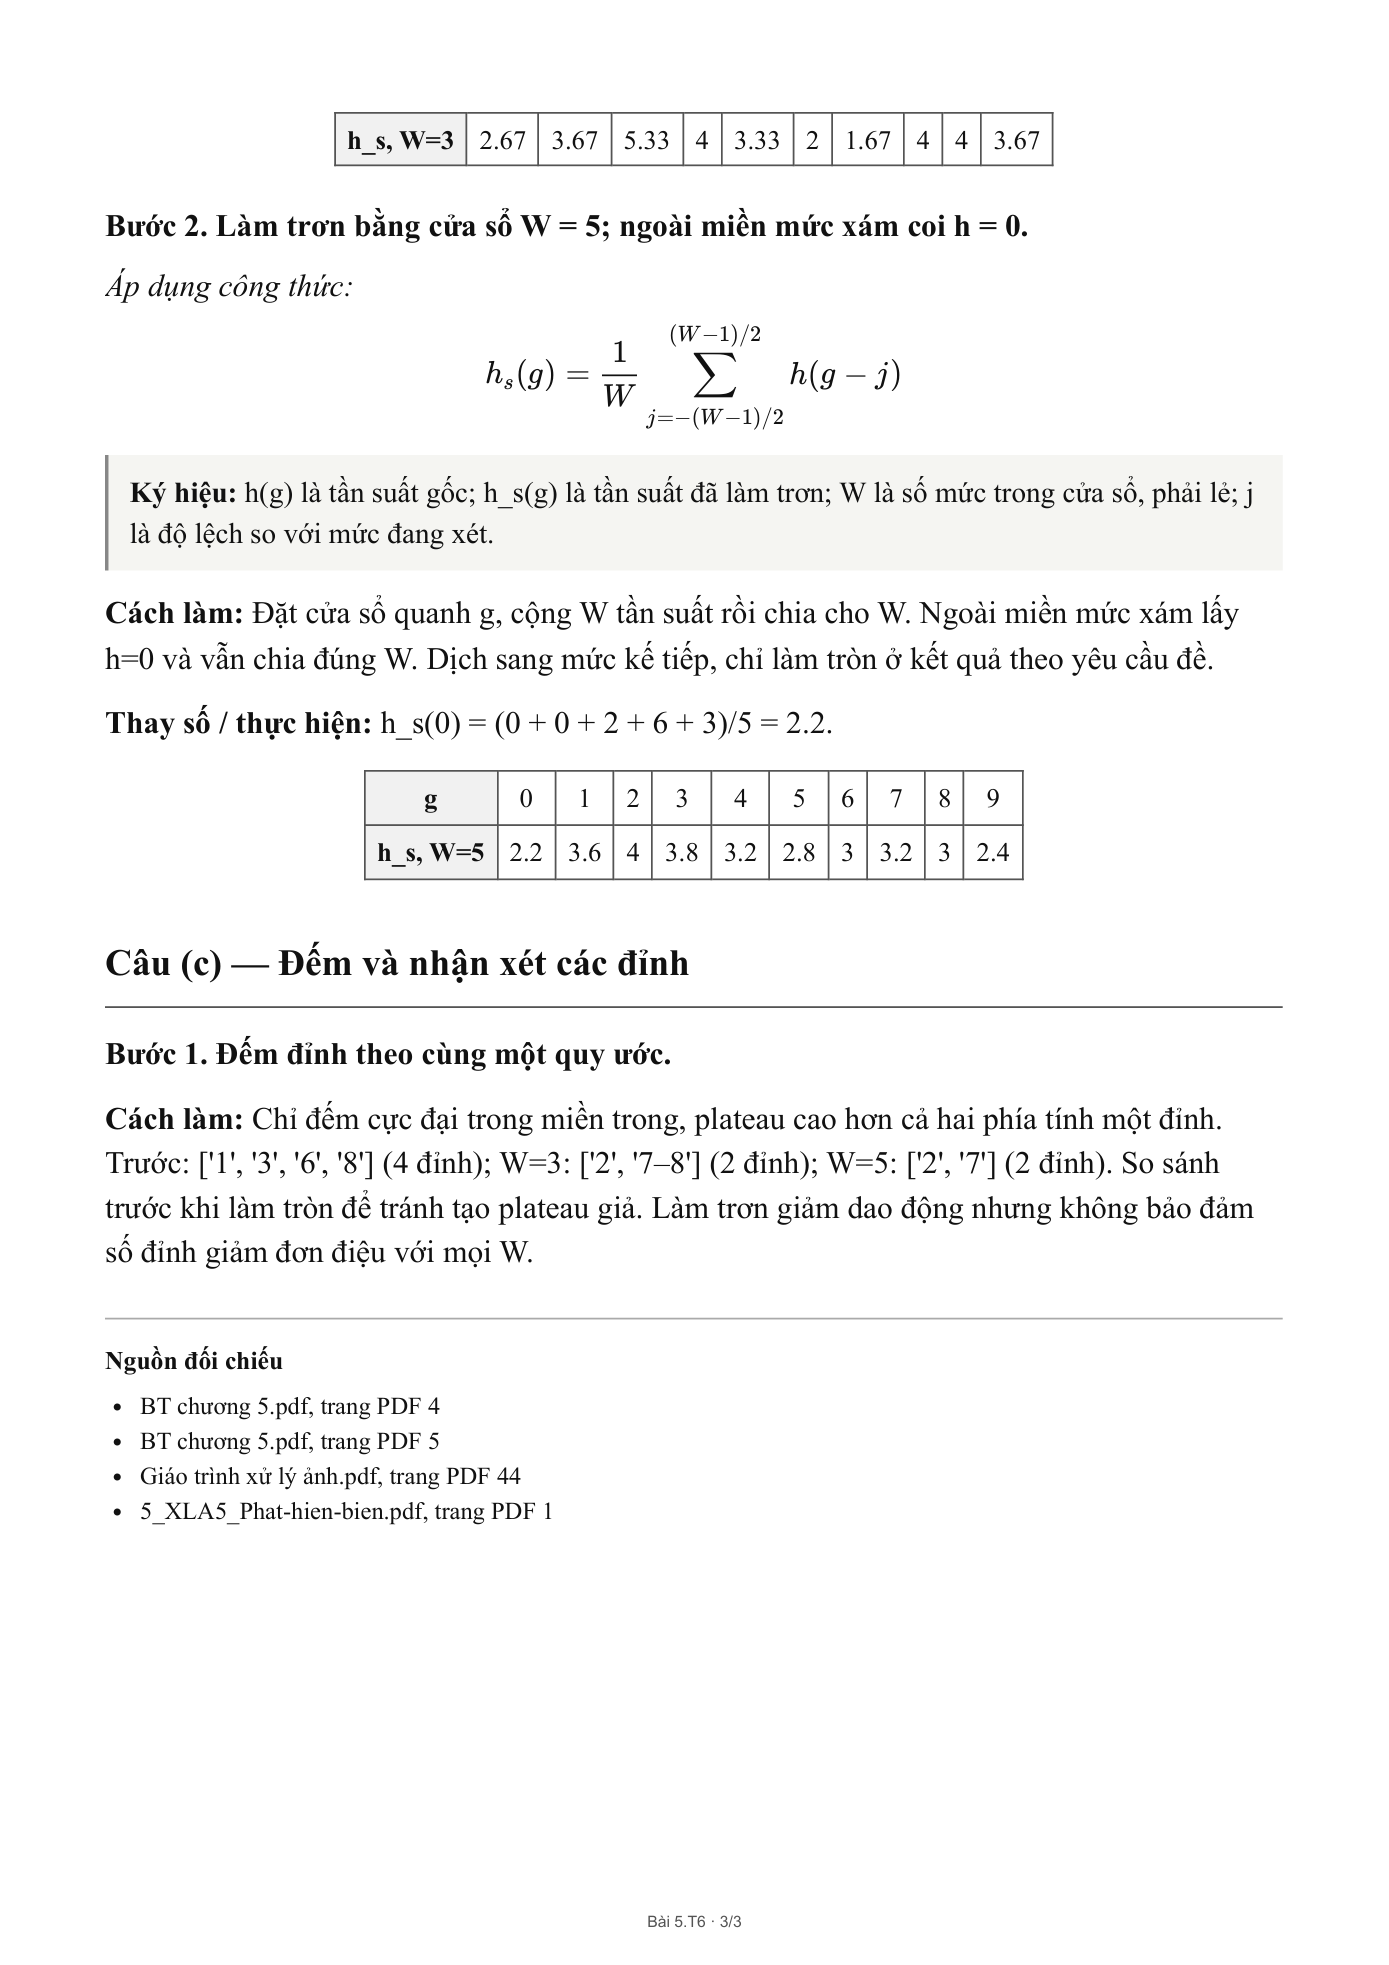 h_s, W=3 2.67 3.67 5.33 4 3.33 2 1.67 4 4 3.67
Bước 2. Làm trơn bằng cửa sổ W = 5; ngoài miền mức xám coi h = 0.
Áp dụng công thức:
h_s(g) = 1/W ∑_{j=−(W−1)/2}^{(W−1)/2} h(g − j)
Ký hiệu: h(g) là tần suất gốc; h_s(g) là tần suất đã làm trơn; W là số mức trong cửa sổ, phải lẻ; j
là độ lệch so với mức đang xét.
Cách làm: Đặt cửa sổ quanh g, cộng W tần suất rồi chia cho W. Ngoài miền mức xám lấy
h=0 và vẫn chia đúng W. Dịch sang mức kế tiếp, chỉ làm tròn ở kết quả theo yêu cầu đề.
Thay số / thực hiện: h_s(0) = (0 + 0 + 2 + 6 + 3)/5 = 2.2.
g 0 1 2 3 4 5 6 7 8 9
h_s, W=5 2.2 3.6 4 3.8 3.2 2.8 3 3.2 3 2.4
Câu (c) — Đếm và nhận xét các đỉnh
Bước 1. Đếm đỉnh theo cùng một quy ước.
Cách làm: Chỉ đếm cực đại trong miền trong, plateau cao hơn cả hai phía tính một đỉnh.
Trước: ['1', '3', '6', '8'] (4 đỉnh); W=3: ['2', '7–8'] (2 đỉnh); W=5: ['2', '7'] (2 đỉnh). So sánh
trước khi làm tròn để tránh tạo plateau giả. Làm trơn giảm dao động nhưng không bảo đảm
số đỉnh giảm đơn điệu với mọi W.
Nguồn đối chiếu
• BT chương 5.pdf, trang PDF 4
• BT chương 5.pdf, trang PDF 5
• Giáo trình xử lý ảnh.pdf, trang PDF 44
• 5_XLA5_Phat-hien-bien.pdf, trang PDF 1
Bài 5.T6 · 3/3